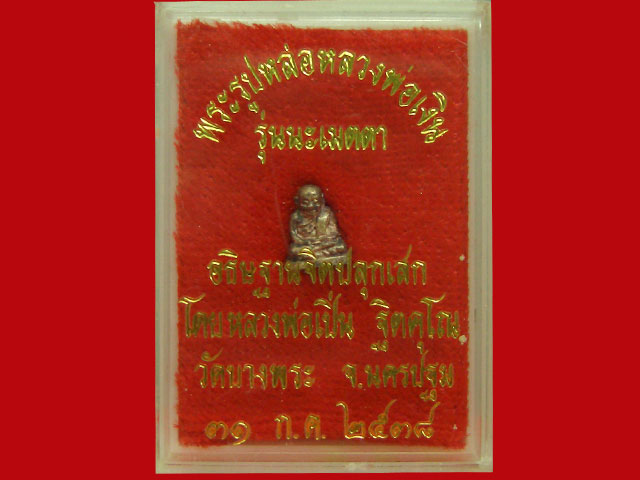 พระรูปหล่อหลวงพ่อเงิน
รุ่นนะเมตตา
อธิษฐานจิตปลุกเสก
โดยหลวงพ่อเปิ่น ฐิตคุโณ
วัดบางพระ จ.นครปฐม
๓๑ ก.ค. ๒๕๓๘